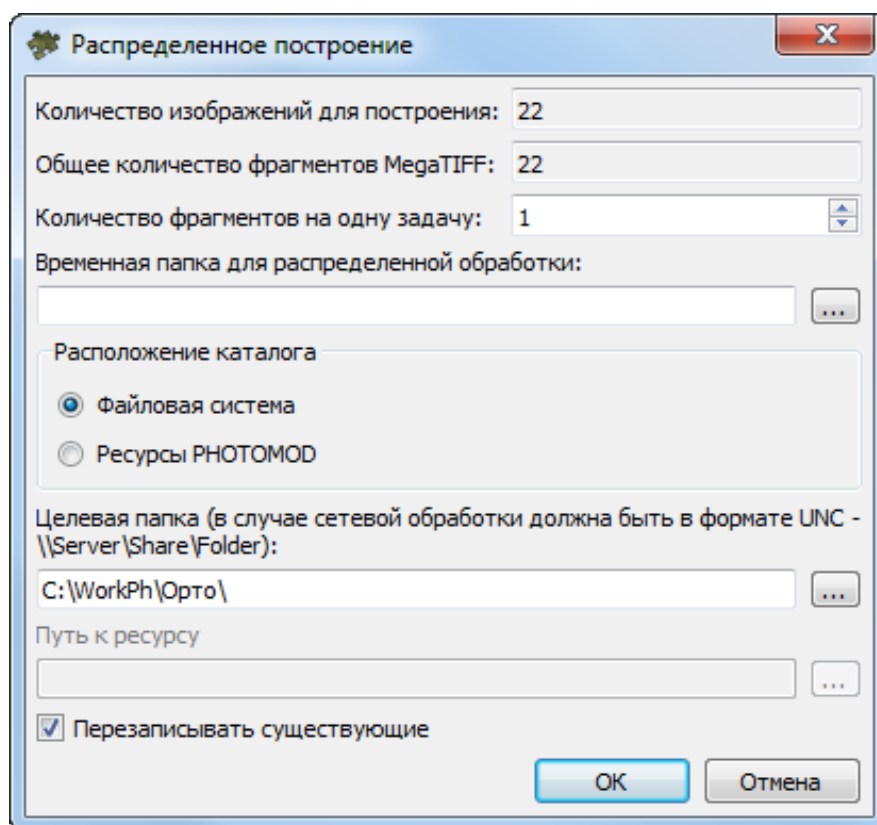 Распределенное построение
Количество изображений для построения: 22
Общее количество фрагментов MegaTIFF: 22
Количество фрагментов на одну задачу: 1
Временная папка для распределенной обработки:
...
Расположение каталога
Файловая система
Ресурсы PHOTOMOD
Целевая папка (в случае сетевой обработки должна быть в формате UNC -
\\Server\Share\Folder):
C:\WorkPh\Орто\ ...
Путь к ресурсу
...
Перезаписывать существующие
OK Отмена